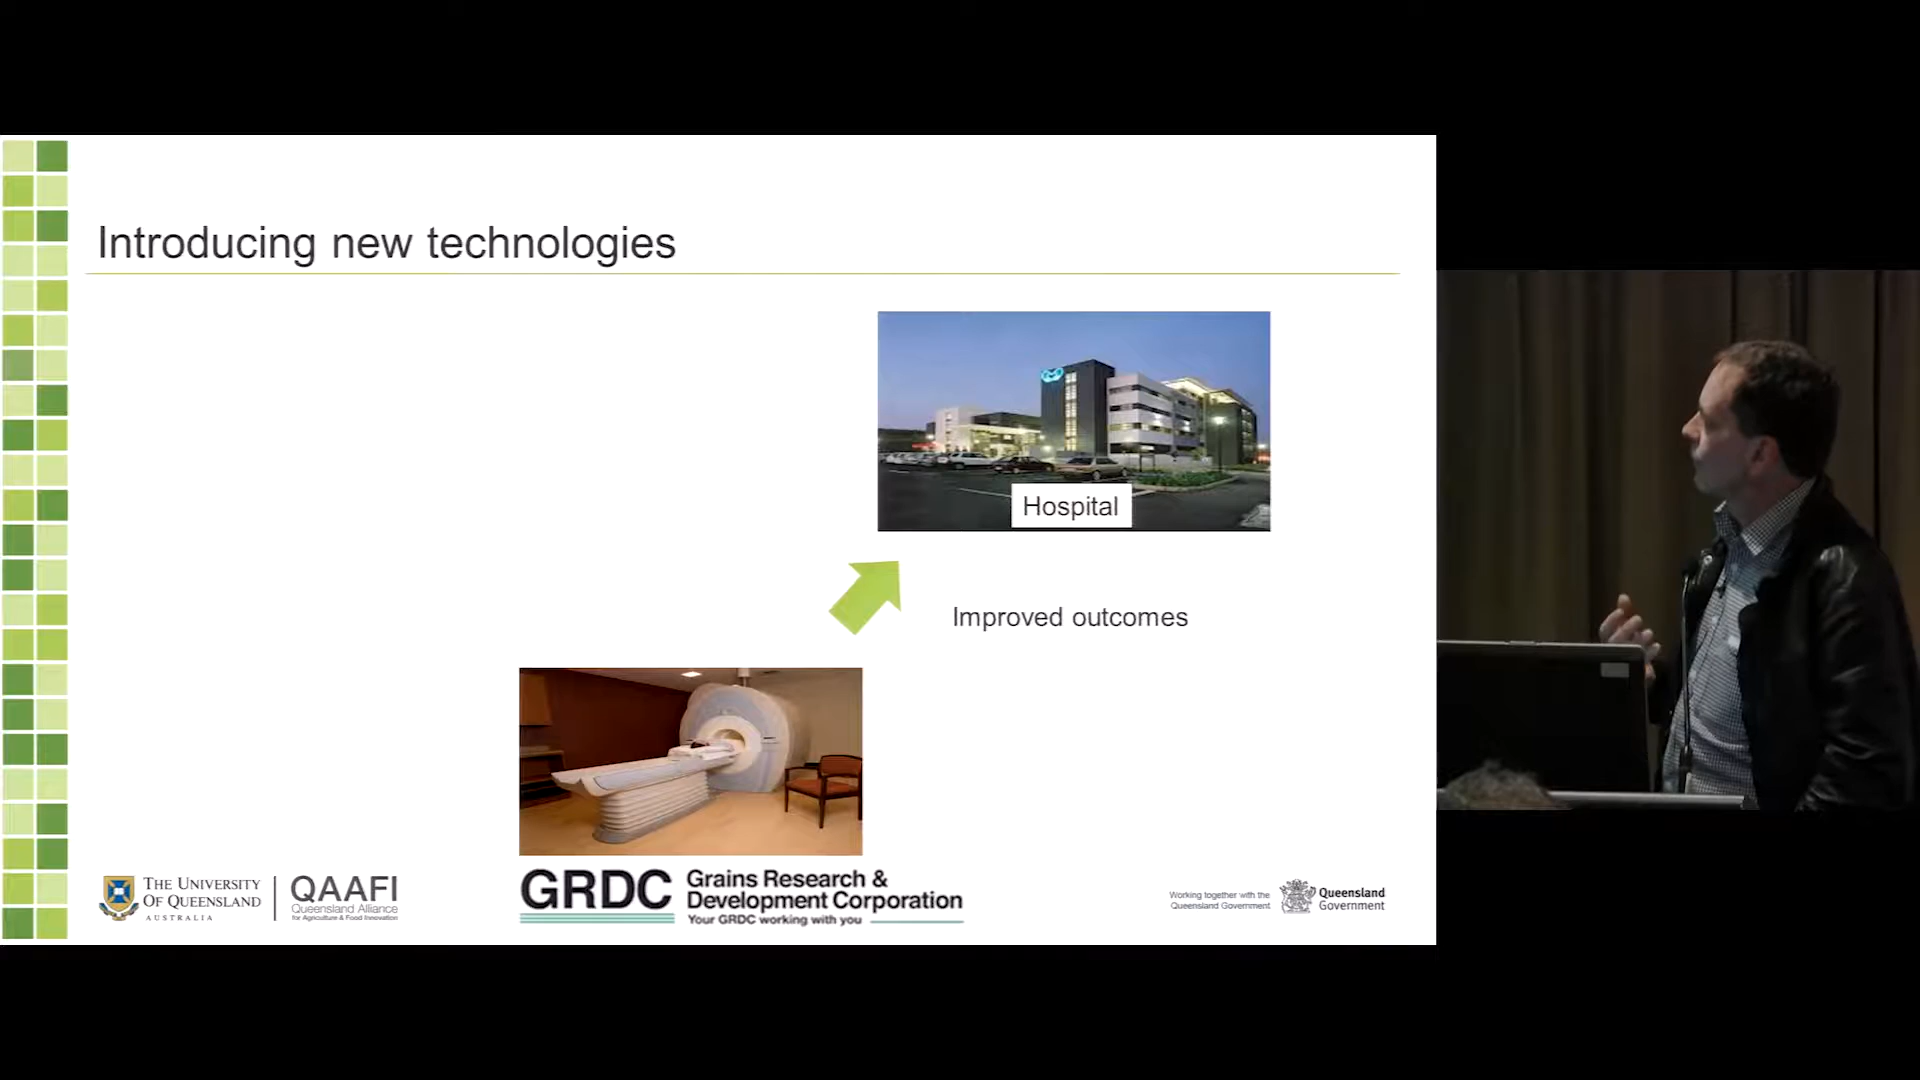 Introducing new technologies
Hospital
Improved outcomes
THE UNIVERSITY
OF QUEENSLAND
AUSTRALIA
QAAFI
Queensland Alliance
for Agriculture & Food Innovation
GRDC
Grains Research &
Development Corporation
Your GRDC working with you
Working together with the
Queensland Government
Queensland
Government